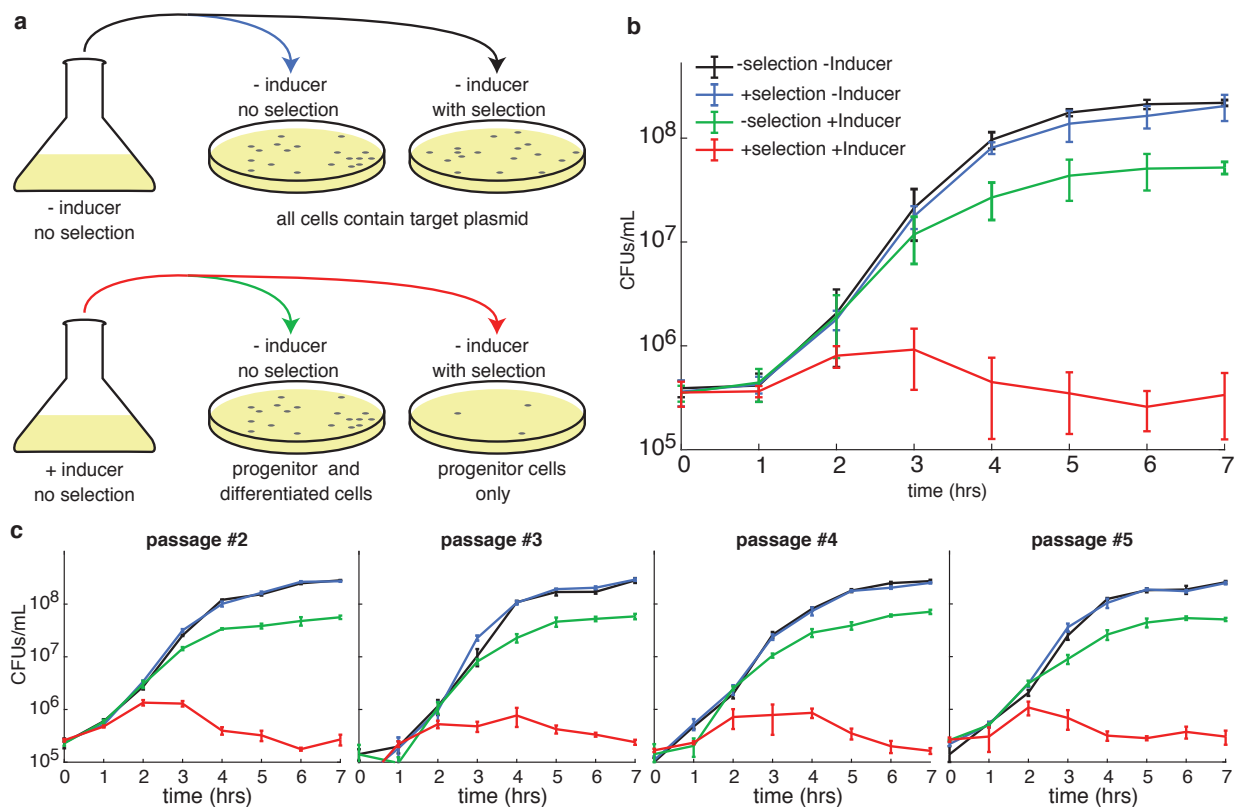 a
- inducer
no selection
- inducer
with selection
- inducer
no selection
all cells contain target plasmid
- inducer
no selection
- inducer
with selection
+ inducer
no selection
progenitor and
differentiated cells
progenitor cells
only
b
-selection -Inducer
+selection -Inducer
-selection +Inducer
+selection +Inducer
CFUs/mL
10^8
10^7
10^6
10^5
0 1 2 3 4 5 6 7
time (hrs)
c
passage #2
passage #3
passage #4
passage #5
CFUs/mL
10^8
10^7
10^6
10^5
0 1 2 3 4 5 6 7
0 1 2 3 4 5 6 7
0 1 2 3 4 5 6 7
0 1 2 3 4 5 6 7
time (hrs)
time (hrs)
time (hrs)
time (hrs)